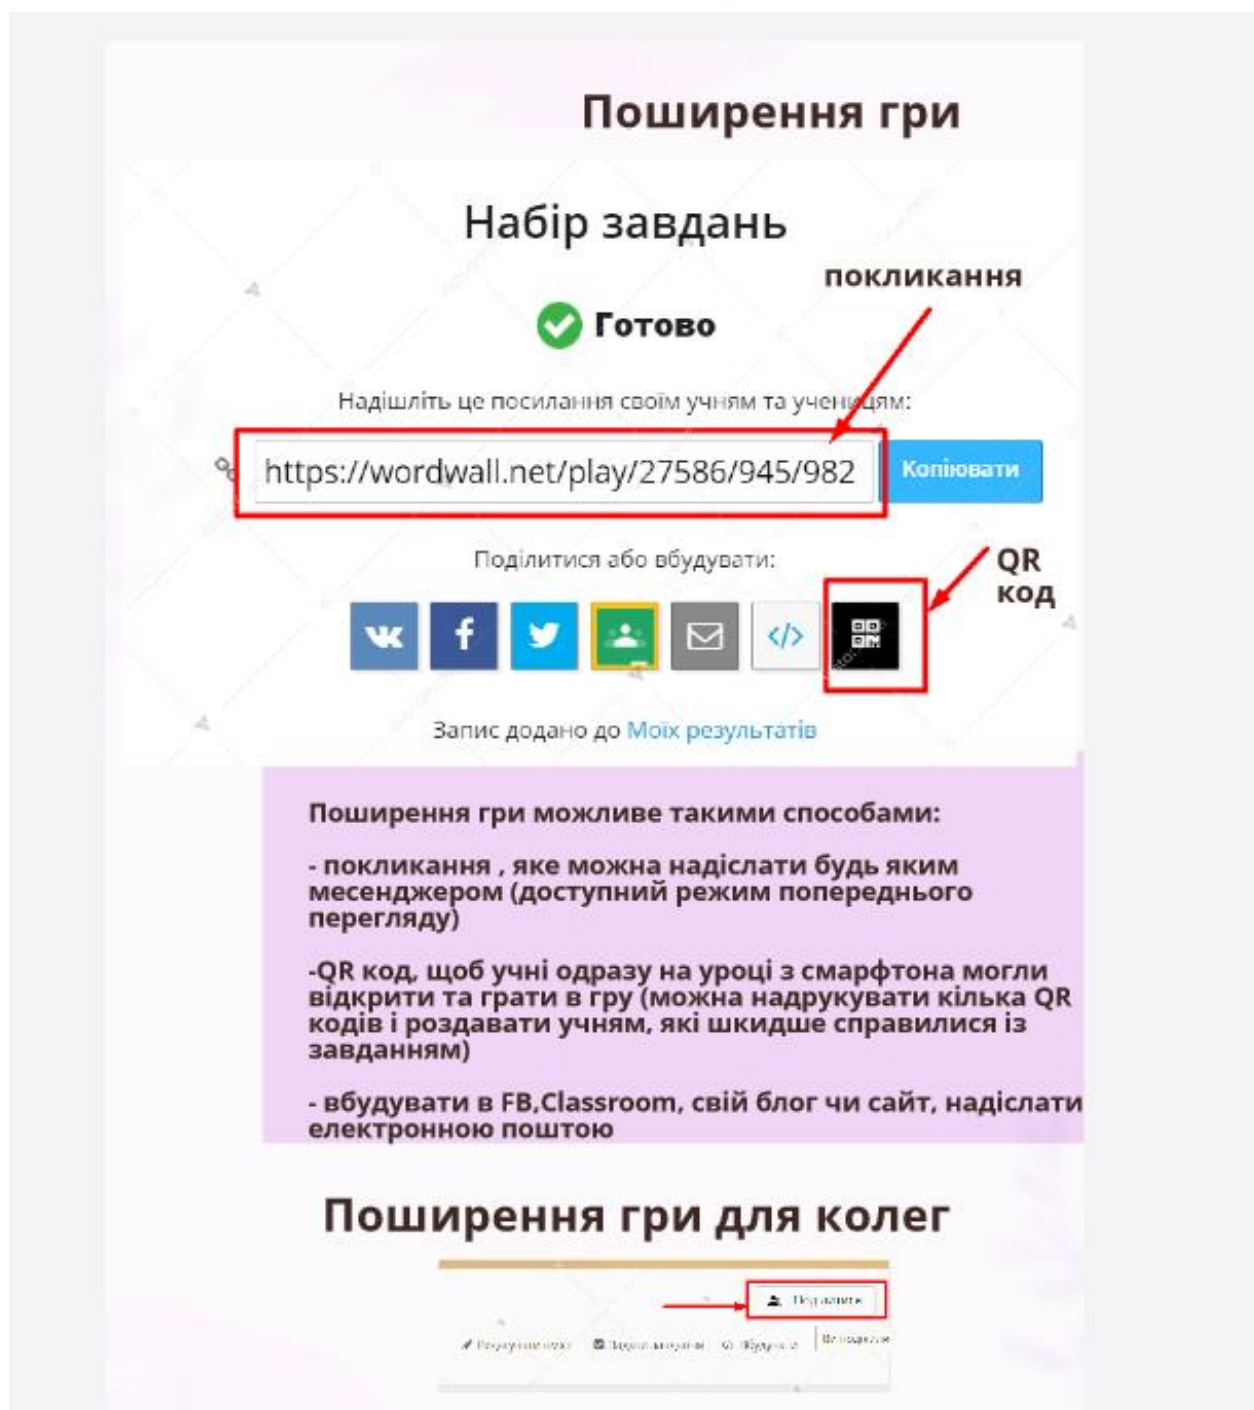 Поширення гри
Набір завдань
покликання
Готово
Надішліть це посилання своїм учням та ученицям:
https://wordwall.net/play/27586/945/982
Копіювати
Поділитися або вбудувати:
QR
код
Запис додано до Моїх результатів
Поширення гри можливе такими способами:
- покликання , яке можна надіслати будь яким
месенджером (доступний режим попереднього
перегляду)
-QR код, щоб учні одразу на уроці з смарфтона могли
відкрити та грати в гру (можна надрукувати кілька QR
кодів і роздавати учням, які шкидше справилися із
завданням)
- вбудувати в FB,Classroom, свій блог чи сайт, надіслати
електронною поштою
Поширення гри для колег
Поділитися